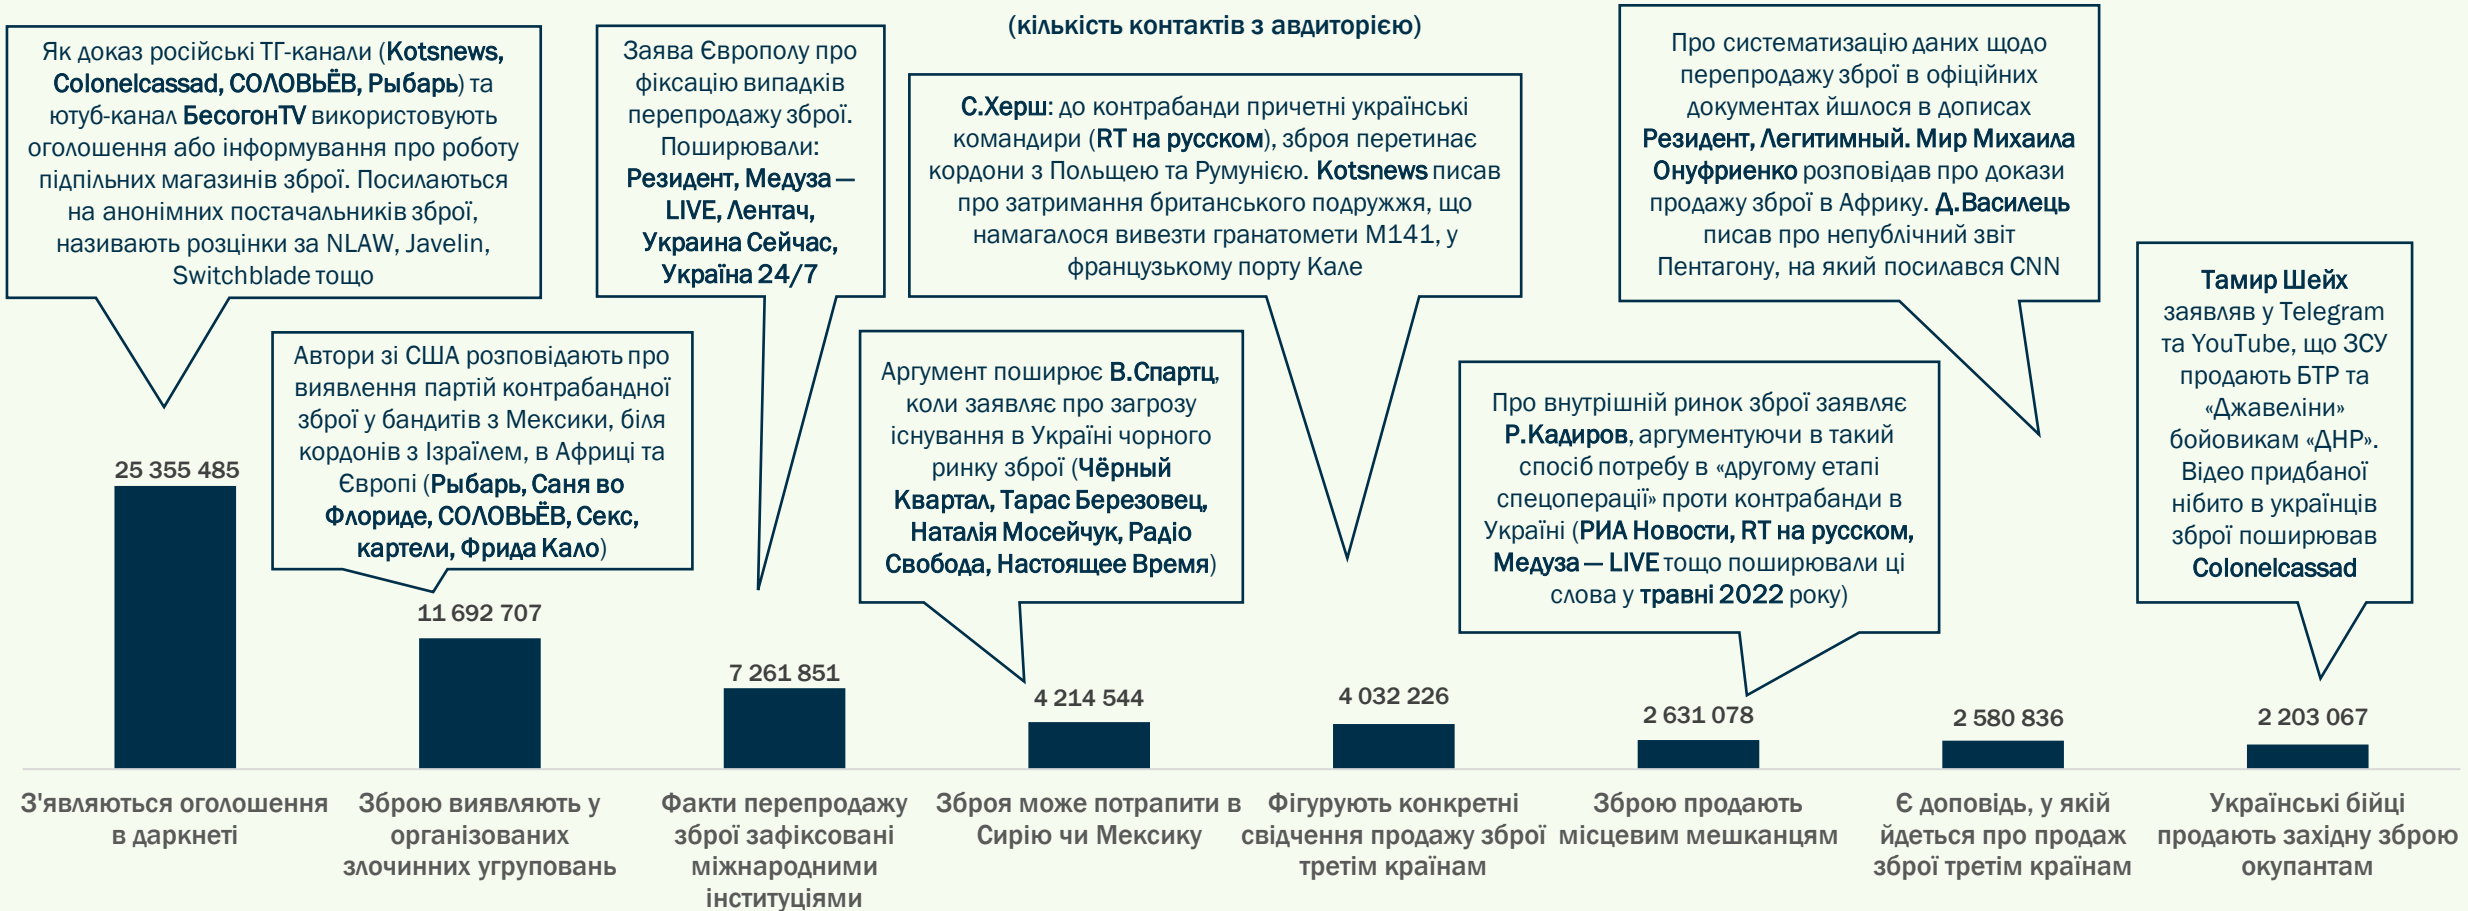 (кількість контактів з авдиторією)
Як доказ російські ТГ-канали (Kotsnews,
Colonelcassad, СОЛОВЬЁВ, Рыбарь) та
ютуб-канал БесогонTV використовують
оголошення або інформування про роботу
підпільних магазинів зброї. Посилаються
на анонімних постачальників зброї,
називають розцінки за NLAW, Javelin,
Switchblade тощо
Автори зі США розповідають про
виявлення партій контрабандної
зброї у бандитів з Мексики, біля
кордонів з Ізраїлем, в Африці та
Європі (Рыбарь, Саня во
Флориде, СОЛОВЬЁВ, Секс,
картели, Фрида Кало)
Заява Європолу про
фіксацію випадків
перепродажу зброї.
Поширювали:
Резидент, Медуза —
LIVE, Лентач,
Украина Сейчас,
Україна 24/7
Аргумент поширює В.Спартц,
коли заявляє про загрозу
існування в Україні чорного
ринку зброї (Чёрный
Квартал, Тарас Березовец,
Наталія Мосейчук, Радіо
Свобода, Настоящее Время)
С.Херш: до контрабанди причетні українські
командири (RT на русском), зброя перетинає
кордони з Польщею та Румунією. Kotsnews писав
про затримання британського подружжя, що
намагалося вивезти гранатомети M141, у
французькому порту Кале
Про внутрішній ринок зброї заявляє
Р.Кадиров, аргументуючи в такий
спосіб потребу в «другому етапі
спецоперації» проти контрабанди в
Україні (РИА Новости, RT на русском,
Медуза — LIVE тощо поширювали ці
слова у травні 2022 року)
Про систематизацію даних щодо
перепродажу зброї в офіційних
документах йшлося в дописах
Резидент, Легитимный. Мир Михаила
Онуфриенко розповідав про докази
продажу зброї в Африку. Д.Василець
писав про непублічний звіт
Пентагону, на який посилався CNN
Тамир Шейх
заявляв у Telegram
та YouTube, що ЗСУ
продають БТР та
«Джавеліни»
бойовикам «ДНР».
Відео придбаної
нібито в українців
зброї поширював
Colonelcassad
25 355 485
11 692 707
7 261 851
4 214 544
4 032 226
2 631 078
2 580 836
2 203 067
З'являються оголошення
в даркнеті
Зброю виявляють у
організованих
злочинних угруповань
Факти перепродажу
зброї зафіксовані
міжнародними
інституціями
Зброя може потрапити в
Сирію чи Мексику
Фігурують конкретні
свідчення продажу зброї
третім країнам
Зброю продають
місцевим мешканцям
Є доповідь, у якій
йдеться про продаж
зброї третім країнам
Українські бійці
продають західну зброю
окупантам